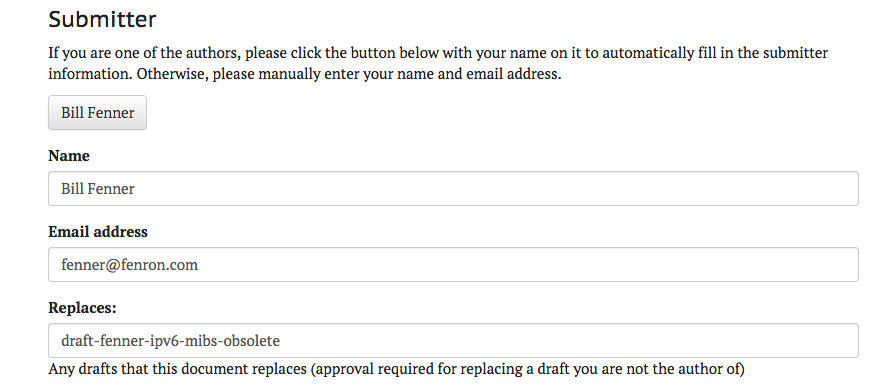 Submitter
If you are one of the authors, please click the button below with your name on it to automatically fill in the submitter
information. Otherwise, please manually enter your name and email address.
Bill Fenner
Name
Bill Fenner
Email address
fenner@fenron.com
Replaces:
draft-fenner-ipv6-mibs-obsolete
Any drafts that this document replaces (approval required for replacing a draft you are not the author of)